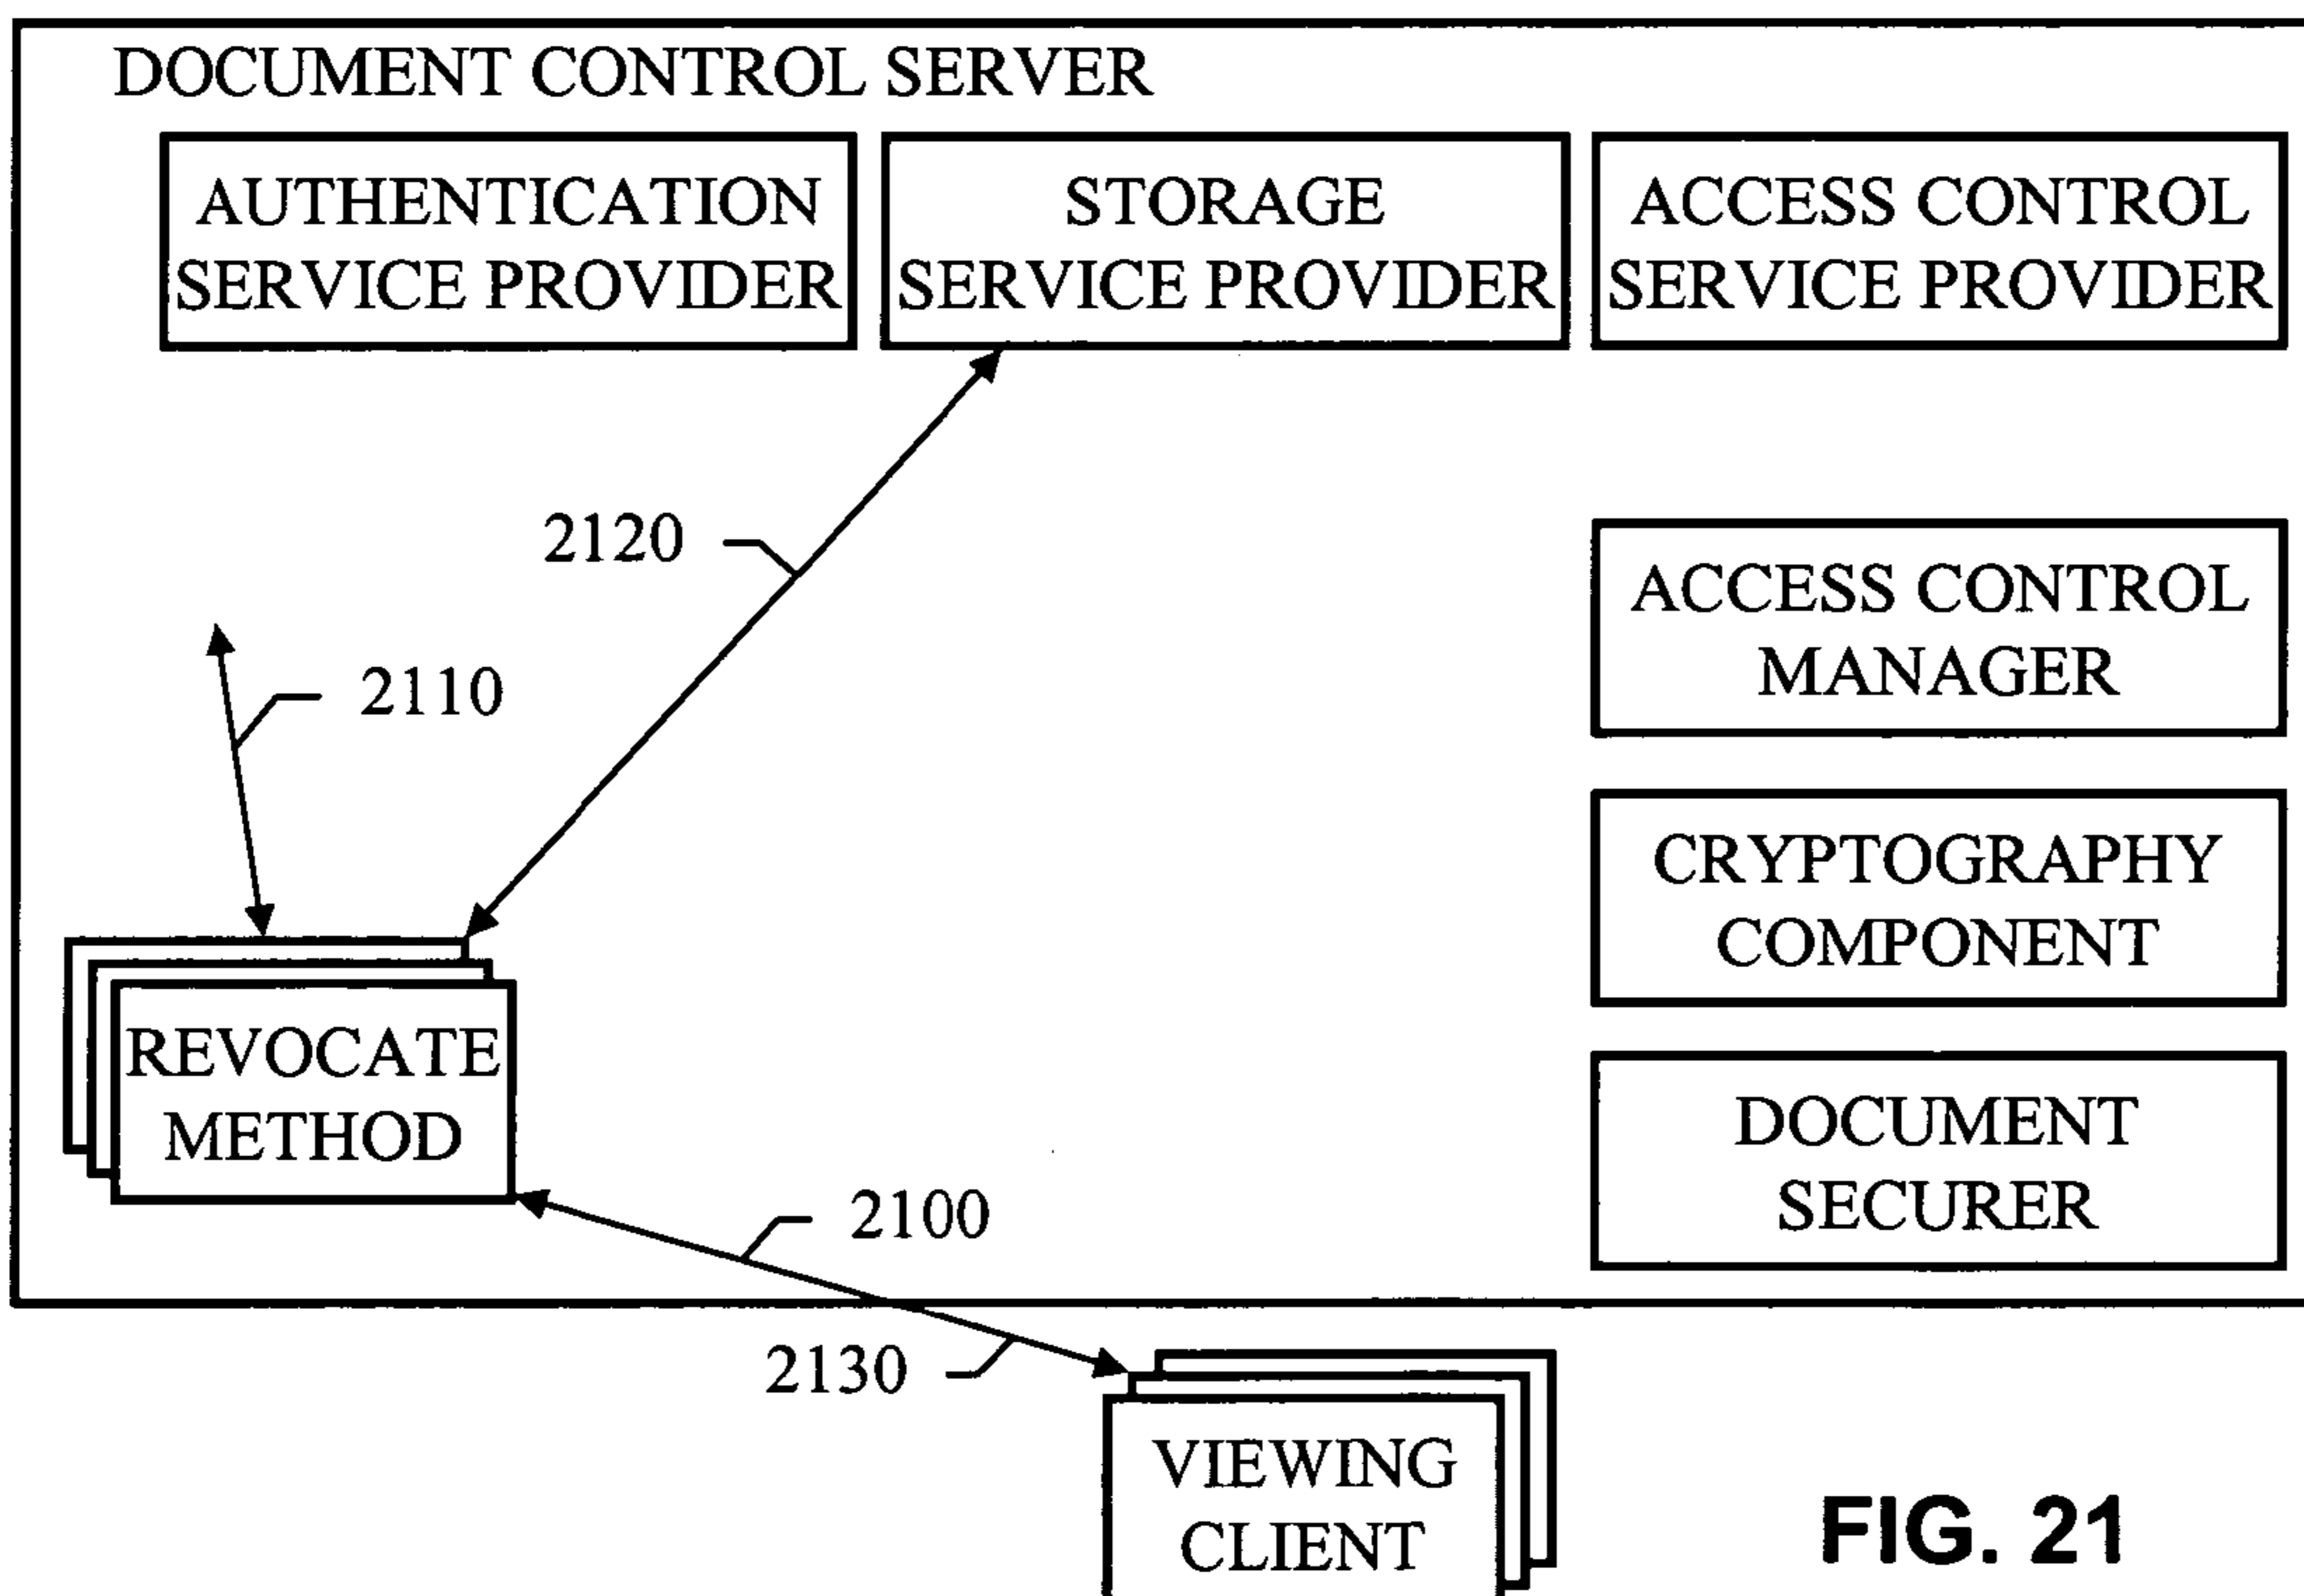 DOCUMENT CONTROL SERVER
AUTHENTICATION
SERVICE PROVIDER
STORAGE
SERVICE PROVIDER
ACCESS CONTROL
SERVICE PROVIDER
2120
ACCESS CONTROL
MANAGER
2110
CRYPTOGRAPHY
COMPONENT
REVOCATE
METHOD
DOCUMENT
SECURER
2100
2130
VIEWING
CLIENT
FIG. 21